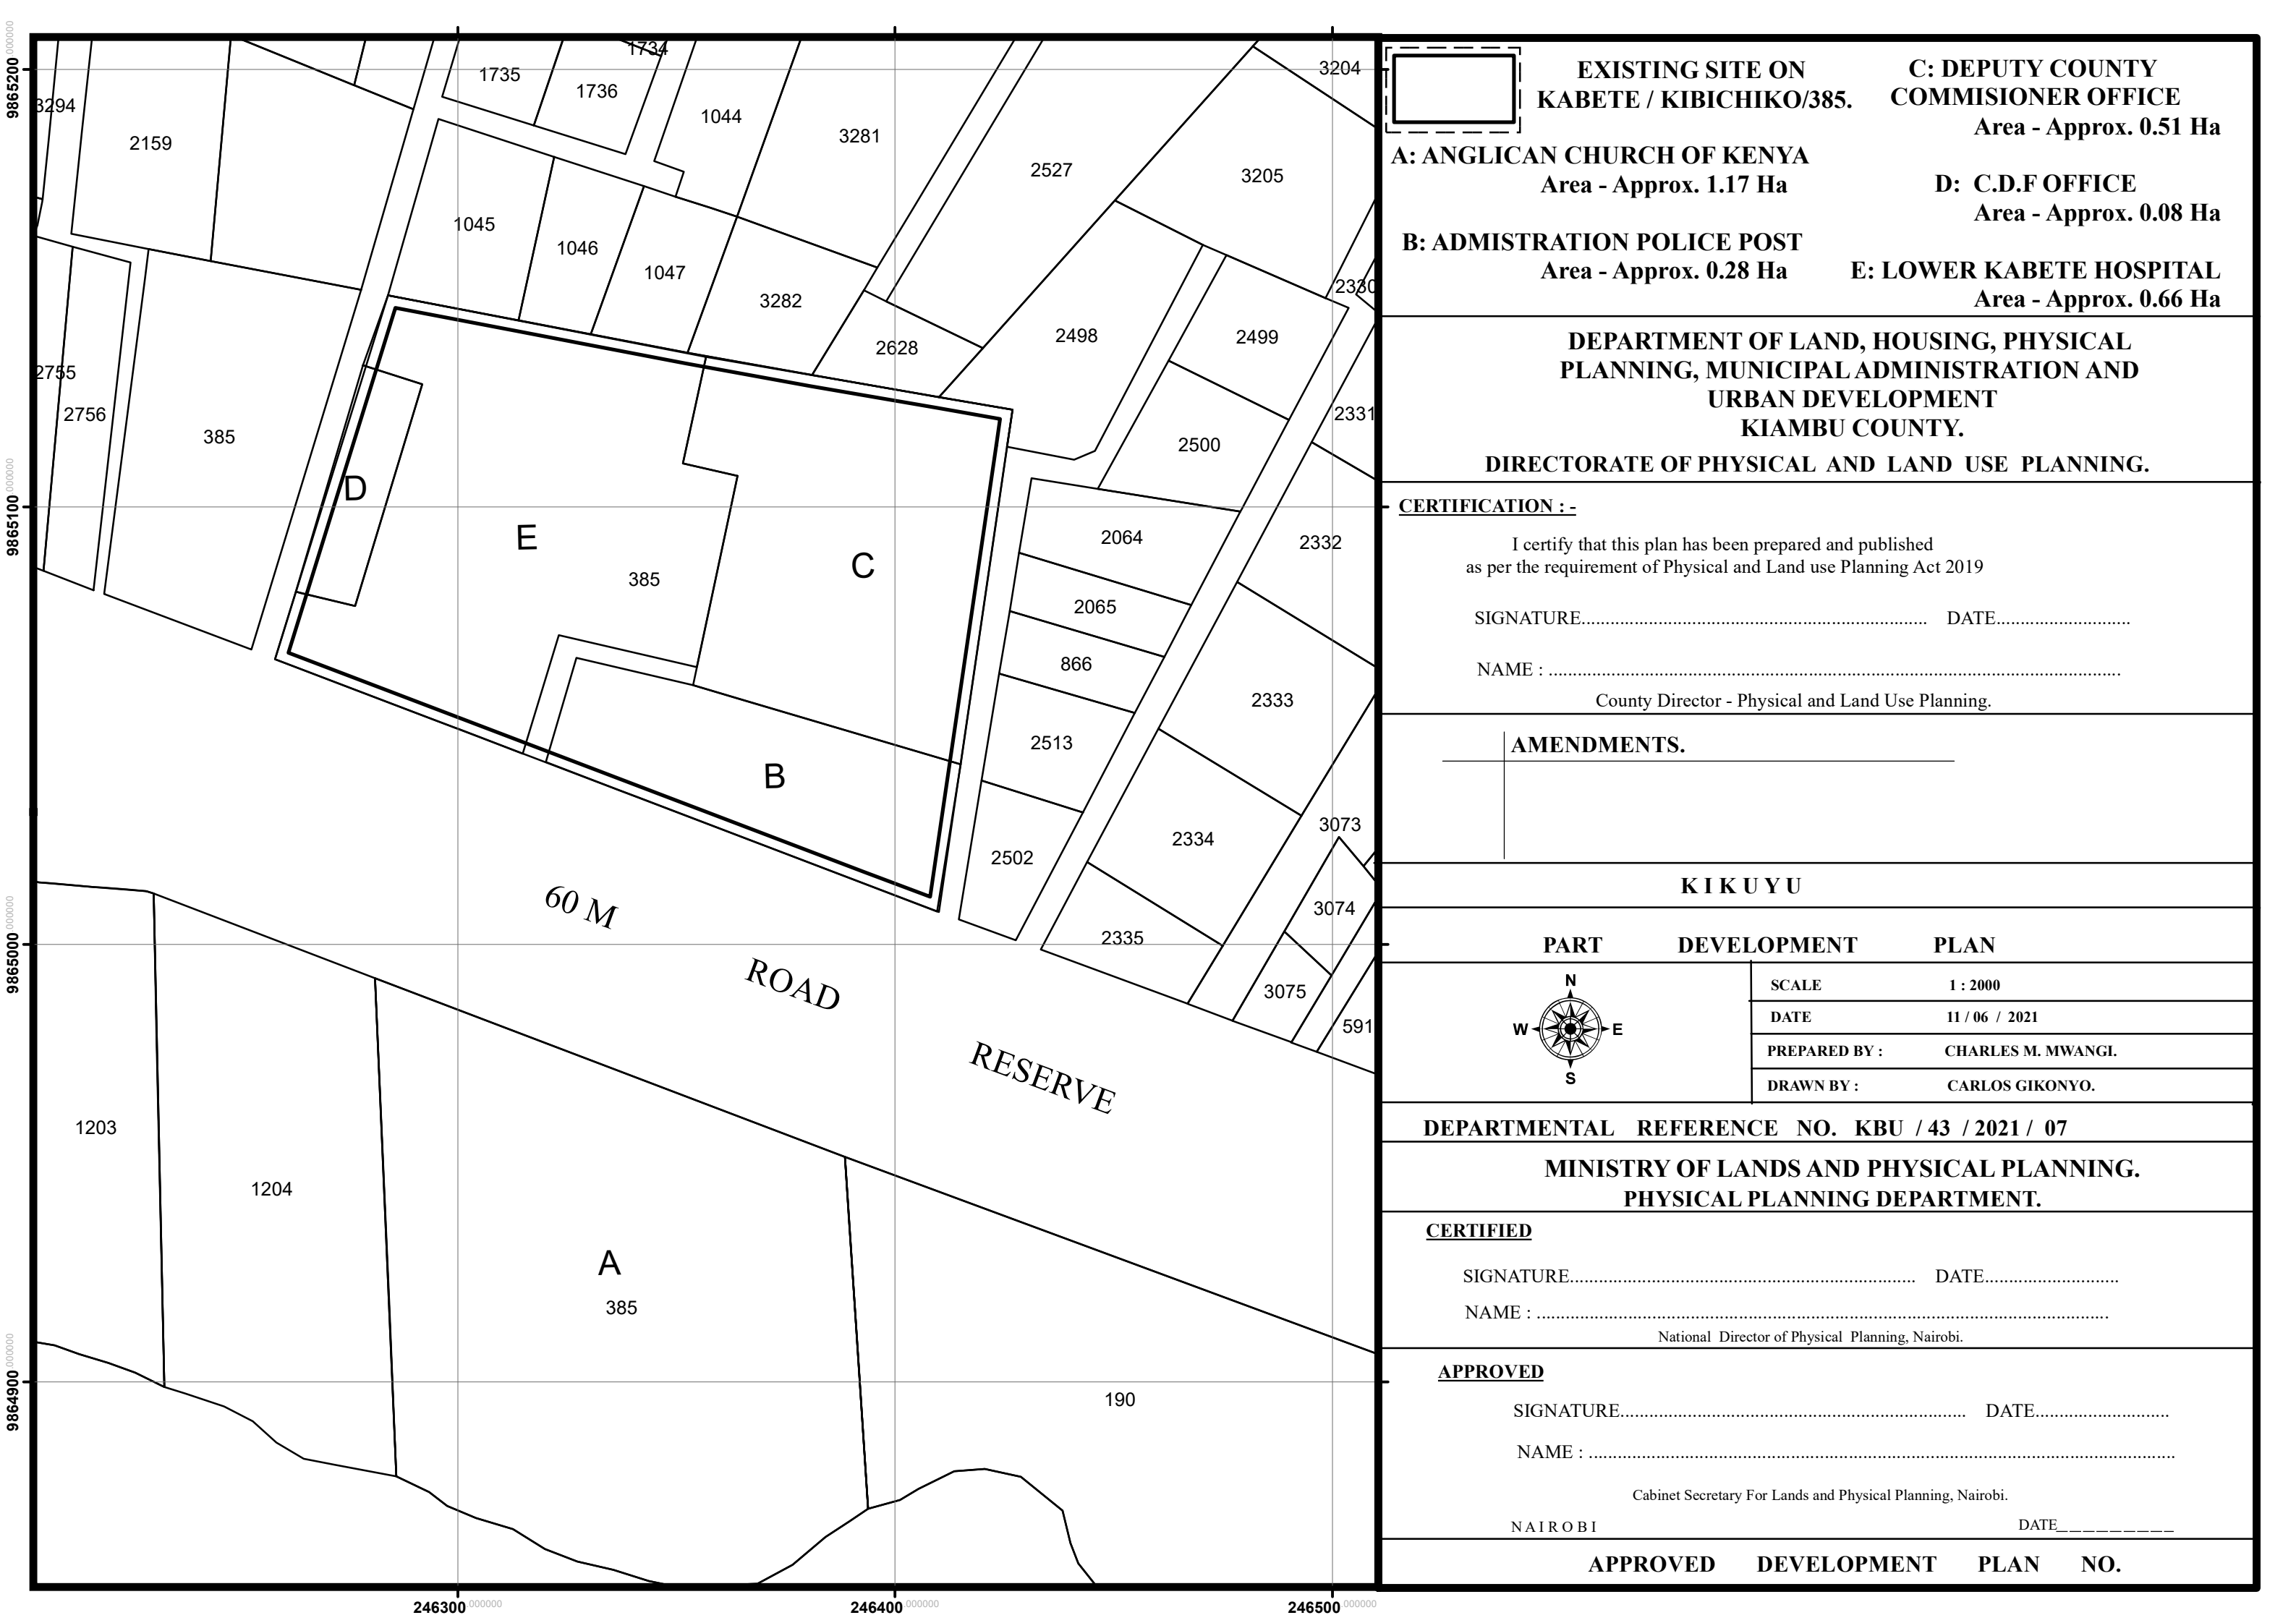 9865200.000000
9865100.000000
9865000.000000
9864900.000000
246300.000000
246400.000000
246500.000000
1734
1735
1736
3204
3294
2159
1044
3281
2527
3205
1045
1046
1047
3282
2330
2628
2498
2499
2755
2756
385
2331
2500
D
E
385
C
2064
2332
2065
866
2333
2513
B
2334
3073
2502
60 M
ROAD
RESERVE
2335
3074
3075
591
1203
1204
A
385
190
EXISTING SITE ON
KABETE / KIBICHIKO/385.
A: ANGLICAN CHURCH OF KENYA
Area - Approx. 1.17 Ha
B: ADMISTRATION POLICE POST
Area - Approx. 0.28 Ha
C: DEPUTY COUNTY
COMMISIONER OFFICE
Area - Approx. 0.51 Ha
D: C.D.F OFFICE
Area - Approx. 0.08 Ha
E: LOWER KABETE HOSPITAL
Area - Approx. 0.66 Ha
DEPARTMENT OF LAND, HOUSING, PHYSICAL
PLANNING, MUNICIPAL ADMINISTRATION AND
URBAN DEVELOPMENT
KIAMBU COUNTY.
DIRECTORATE OF PHYSICAL AND LAND USE PLANNING.
CERTIFICATION : -
I certify that this plan has been prepared and published
as per the requirement of Physical and Land use Planning Act 2019
SIGNATURE........................................................................ DATE............................
NAME : .......................................................................................................................
County Director - Physical and Land Use Planning.
AMENDMENTS.
K I K U Y U
PART DEVELOPMENT PLAN
N
W E
S
SCALE 1 : 2000
DATE 11 / 06 / 2021
PREPARED BY : CHARLES M. MWANGI.
DRAWN BY : CARLOS GIKONYO.
DEPARTMENTAL REFERENCE NO. KBU / 43 / 2021 / 07
MINISTRY OF LANDS AND PHYSICAL PLANNING.
PHYSICAL PLANNING DEPARTMENT.
CERTIFIED
SIGNATURE........................................................................ DATE............................
NAME : .......................................................................................................................
National Director of Physical Planning, Nairobi.
APPROVED
SIGNATURE........................................................................ DATE............................
NAME : .........................................................................................................................
Cabinet Secretary For Lands and Physical Planning, Nairobi.
N A I R O B I DATE_________
APPROVED DEVELOPMENT PLAN NO.